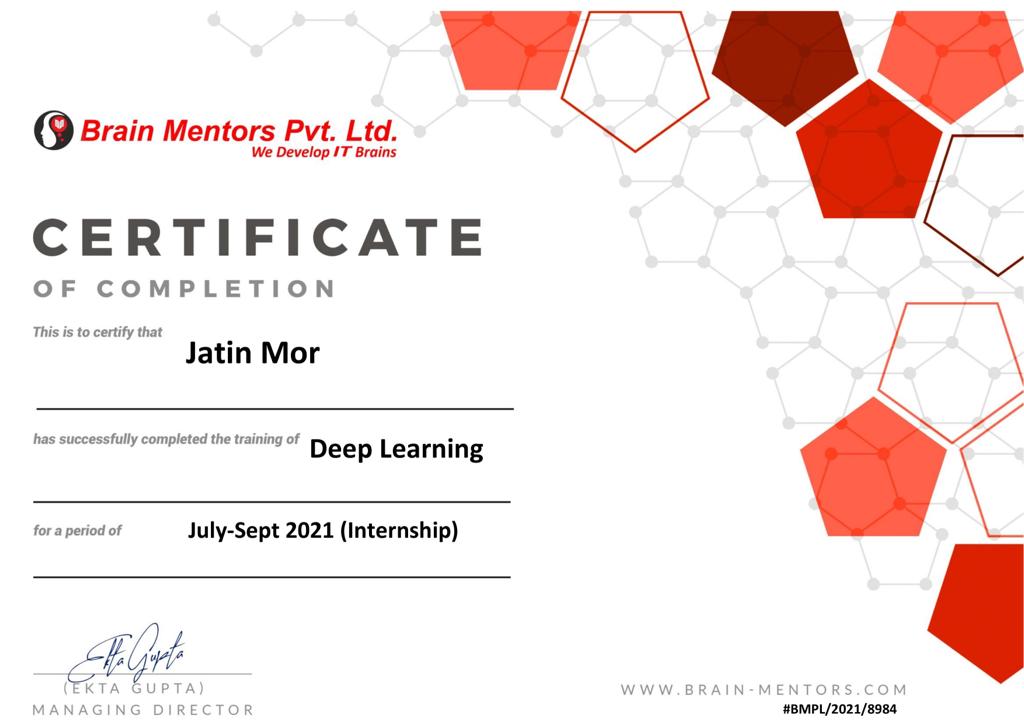 Brain Mentors Pvt. Ltd.
We Develop IT Brains
CERTIFICATE
OF COMPLETION
This is to certify that
Jatin Mor
has successfully completed the training of Deep Learning
for a period of July-Sept 2021 (Internship)
Ekta Gupta
(EKTA GUPTA)
MANAGING DIRECTOR
WWW.BRAIN-MENTORS.COM
#BMPL/2021/8984